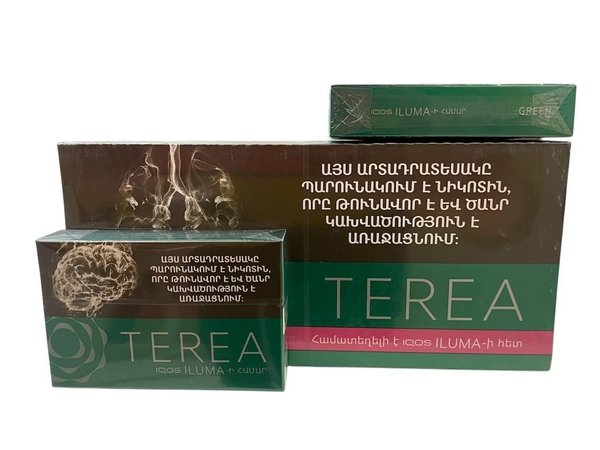 IQOS ILUMA-ի ՀԱՄԱՐ
GREEN
ԱՅՍ ԱՐՏԱԴՐԱՏԵՍԱԿԸ
ՊԱՐՈՒՆԱԿՈՒՄ Է ՆԻԿՈՏԻՆ,
ՈՐԸ ԹՈՒՆԱՎՈՐ Է ԵՎ ԾԱՆՐ
ԿԱԽՎԱԾՈՒԹՅՈՒՆ Է
ԱՌԱՋԱՑՆՈՒՄ:
TEREA
Համատեղելի է IQOS ILUMA-ի հետ
ԱՅՍ ԱՐՏԱԴՐԱՏԵՍԱԿԸ
ՊԱՐՈՒՆԱԿՈՒՄ Է ՆԻԿՈՏԻՆ,
ՈՐԸ ԹՈՒՆԱՎՈՐ Է ԵՎ ԾԱՆՐ
ԿԱԽՎԱԾՈՒԹՅՈՒՆ Է
ԱՌԱՋԱՑՆՈՒՄ:
TEREA
IQOS ILUMA-ի ՀԱՄԱՐ